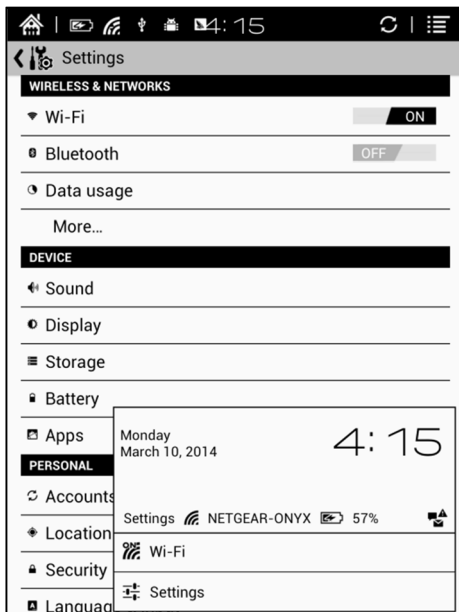 4:15
Settings
WIRELESS & NETWORKS
Wi-Fi
ON
Bluetooth
OFF
Data usage
More...
DEVICE
Sound
Display
Storage
Battery
Apps
PERSONAL
Accounts
Location
Security
Monday
March 10, 2014
4:15
Settings NETGEAR-ONYX 57%
Wi-Fi
Settings